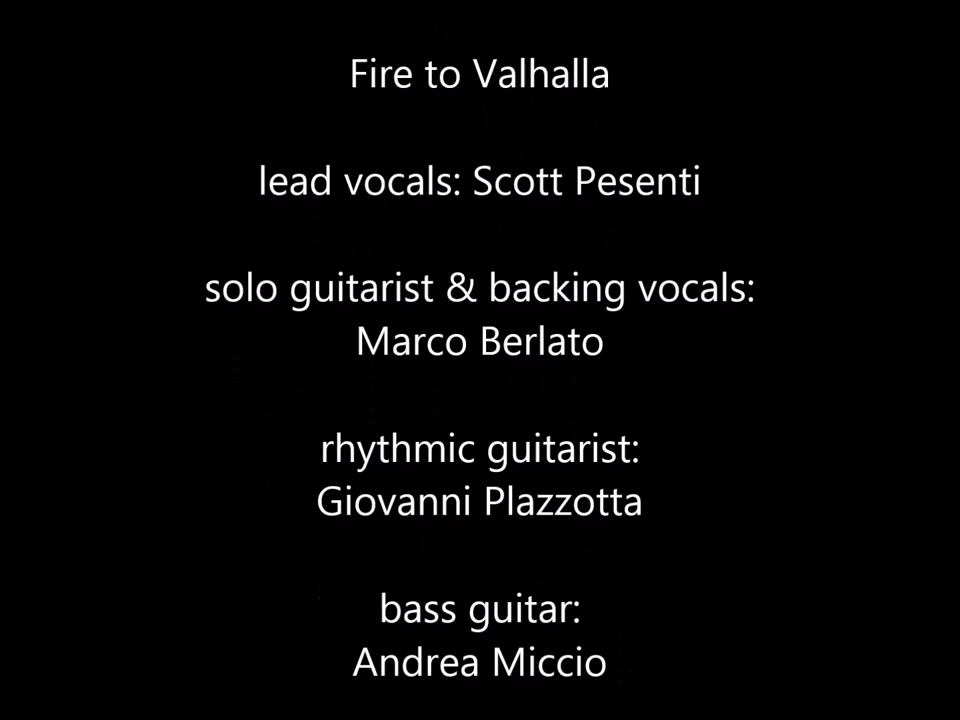 Fire to Valhalla
lead vocals: Scott Pesenti
solo guitarist & backing vocals:
Marco Berlato
rhythmic guitarist:
Giovanni Plazzotta
bass guitar:
Andrea Miccio